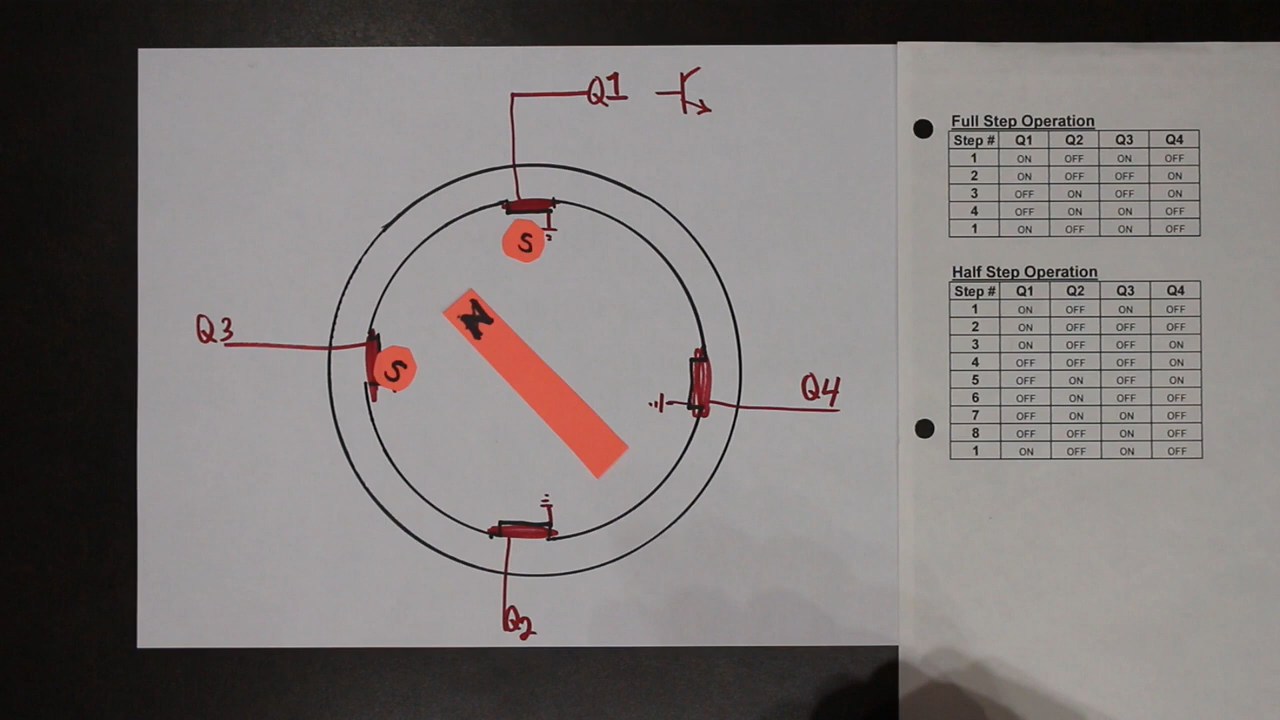 Q1
S
N
S
Q3
Q4
Q2
Full Step Operation
Step # Q1 Q2 Q3 Q4
1 ON OFF ON OFF
2 ON OFF OFF ON
3 OFF ON OFF ON
4 OFF ON ON OFF
1 ON OFF ON OFF
Half Step Operation
Step # Q1 Q2 Q3 Q4
1 ON OFF ON OFF
2 ON OFF OFF OFF
3 ON OFF OFF ON
4 OFF OFF OFF ON
5 OFF ON OFF ON
6 OFF ON OFF OFF
7 OFF ON ON OFF
8 OFF OFF ON OFF
1 ON OFF ON OFF